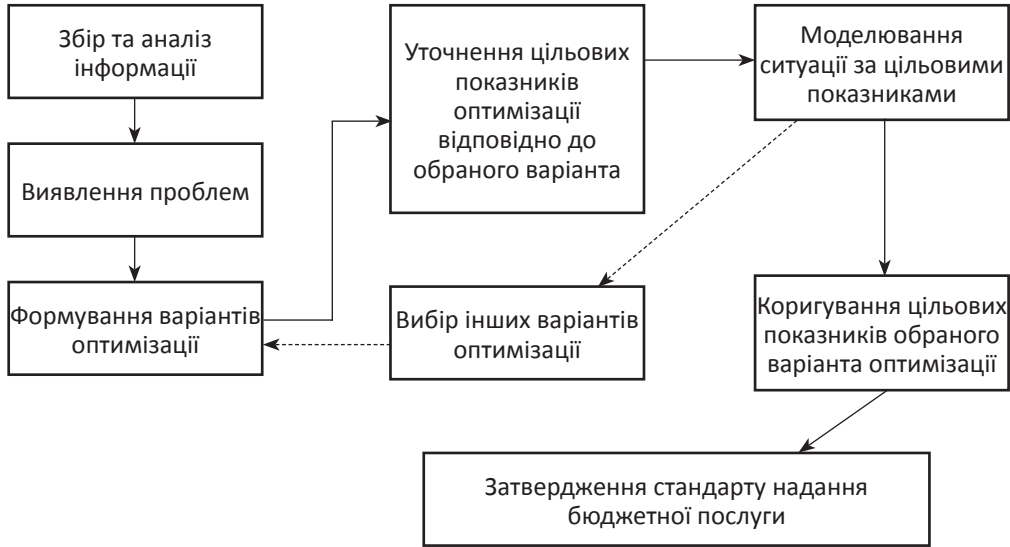 Збір та аналіз
інформації
Виявлення проблем
Формування варіантів
оптимізації
Уточнення цільових
показників
оптимізації
відповідно до
обраного варіанта
Вибір інших варіантів
оптимізації
Моделювання
ситуації за цільовими
показниками
Коригування цільових
показників обраного
варіанта оптимізації
Затвердження стандарту надання
бюджетної послуги